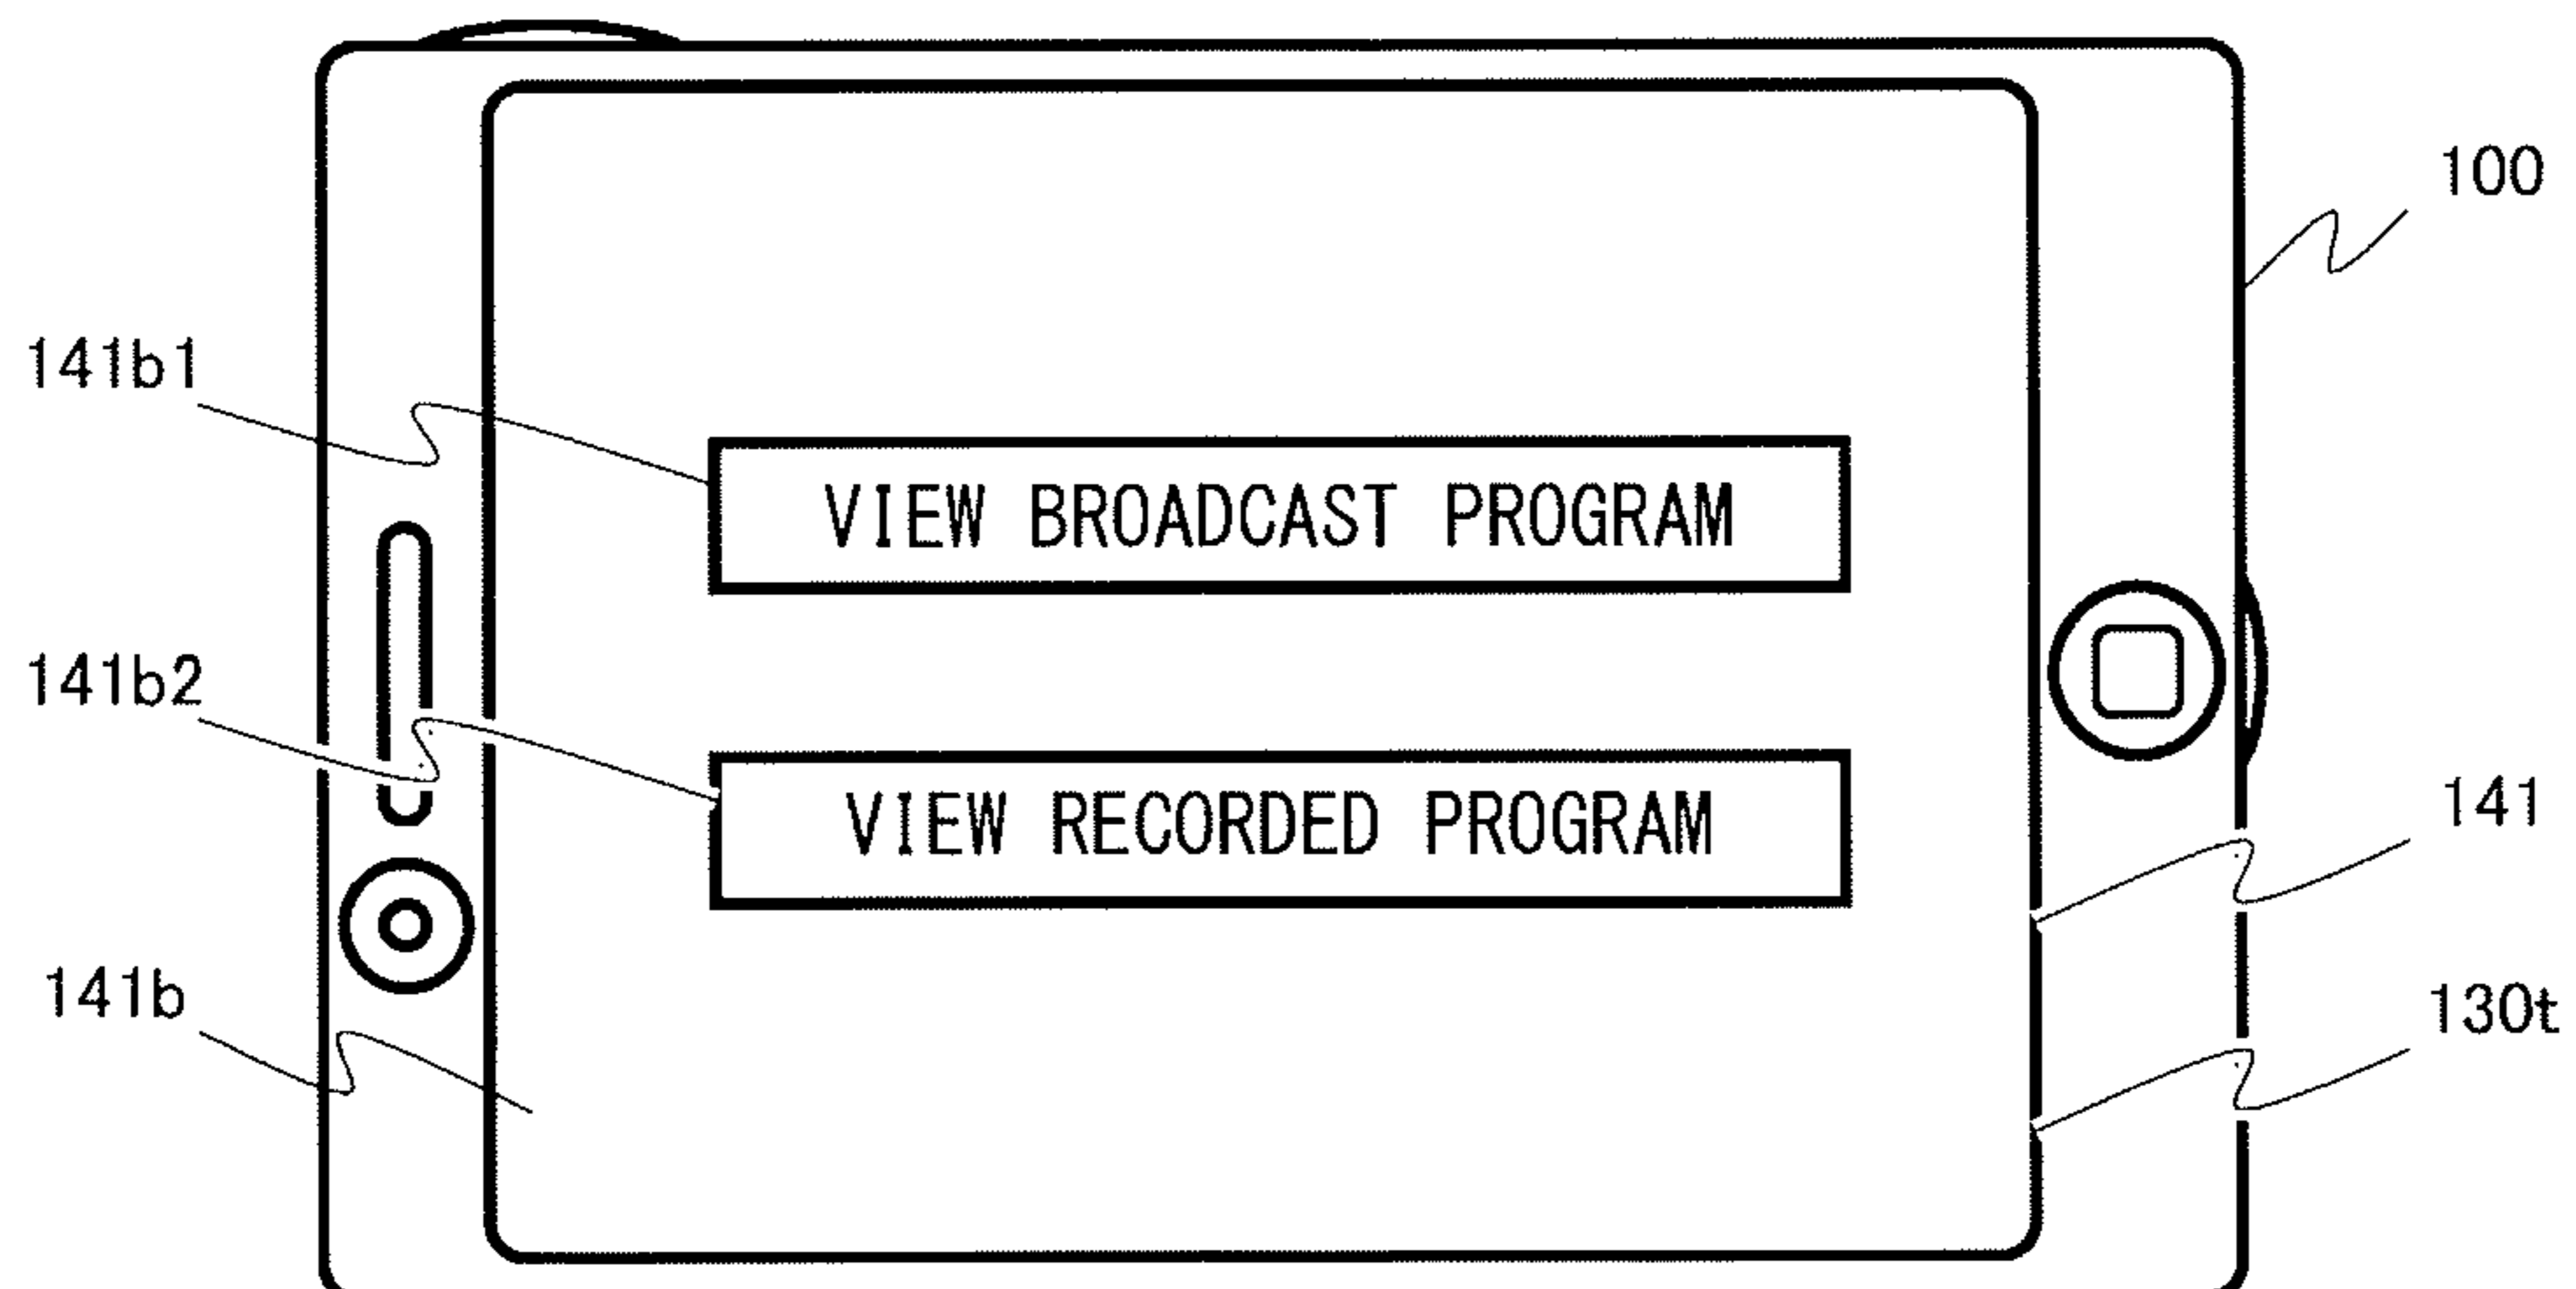 100
141b1
VIEW BROADCAST PROGRAM
141b2
141
VIEW RECORDED PROGRAM
141b
130t